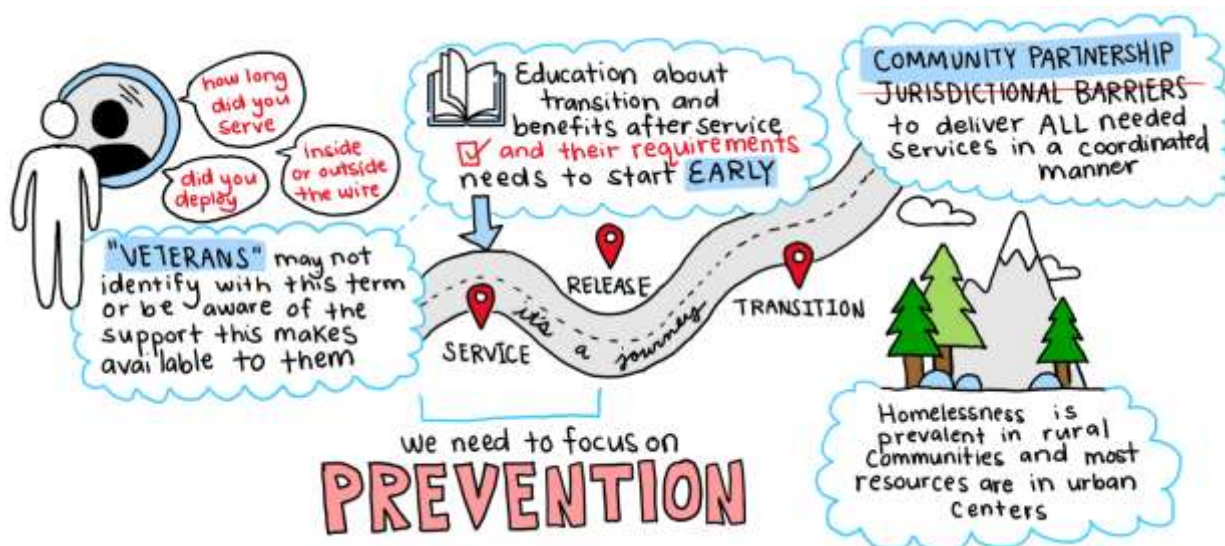 how long
did you
serve
inside
or outside
the wire
did you
deploy
"VETERANS" may not
identify with this term
or be aware of the
support this makes
available to them
Education about
transition and
benefits after service
and their requirements
needs to start EARLY
SERVICE
RELEASE
TRANSITION
it's a journey
we need to focus on
PREVENTION
COMMUNITY PARTNERSHIP
JURISDICTIONAL BARRIERS
to deliver ALL needed
services in a coordinated
manner
Homelessness is
prevalent in rural
communities and most
resources are in urban
centers